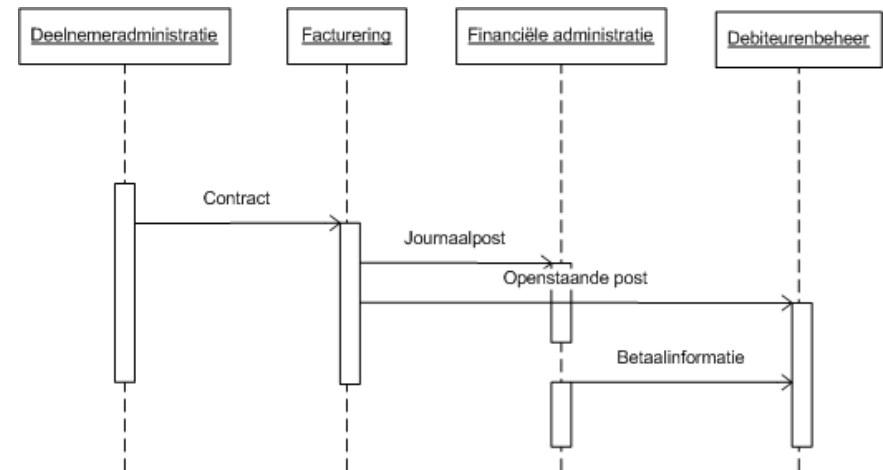 Deelnemeradministratie
Facturering
Financiële administratie
Debiteurenbeheer
Contract
Journaalpost
Openstaande post
Betaalinformatie